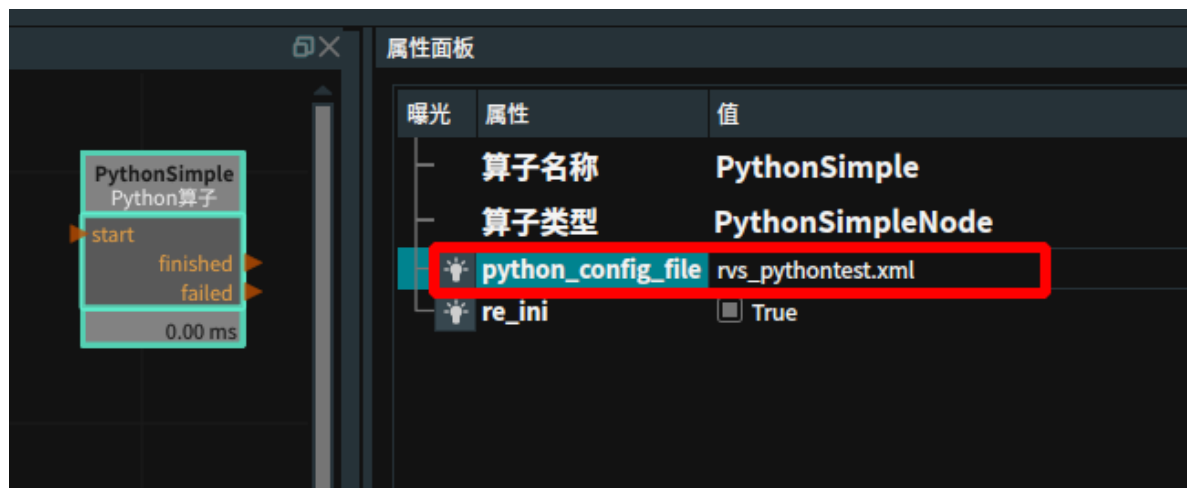 属性面板
曝光 属性 值
算子名称 PythonSimple
算子类型 PythonSimpleNode
python_config_file rvs_pythontest.xml
re_ini True
PythonSimple
Python算子
start
finished
failed
0.00 ms